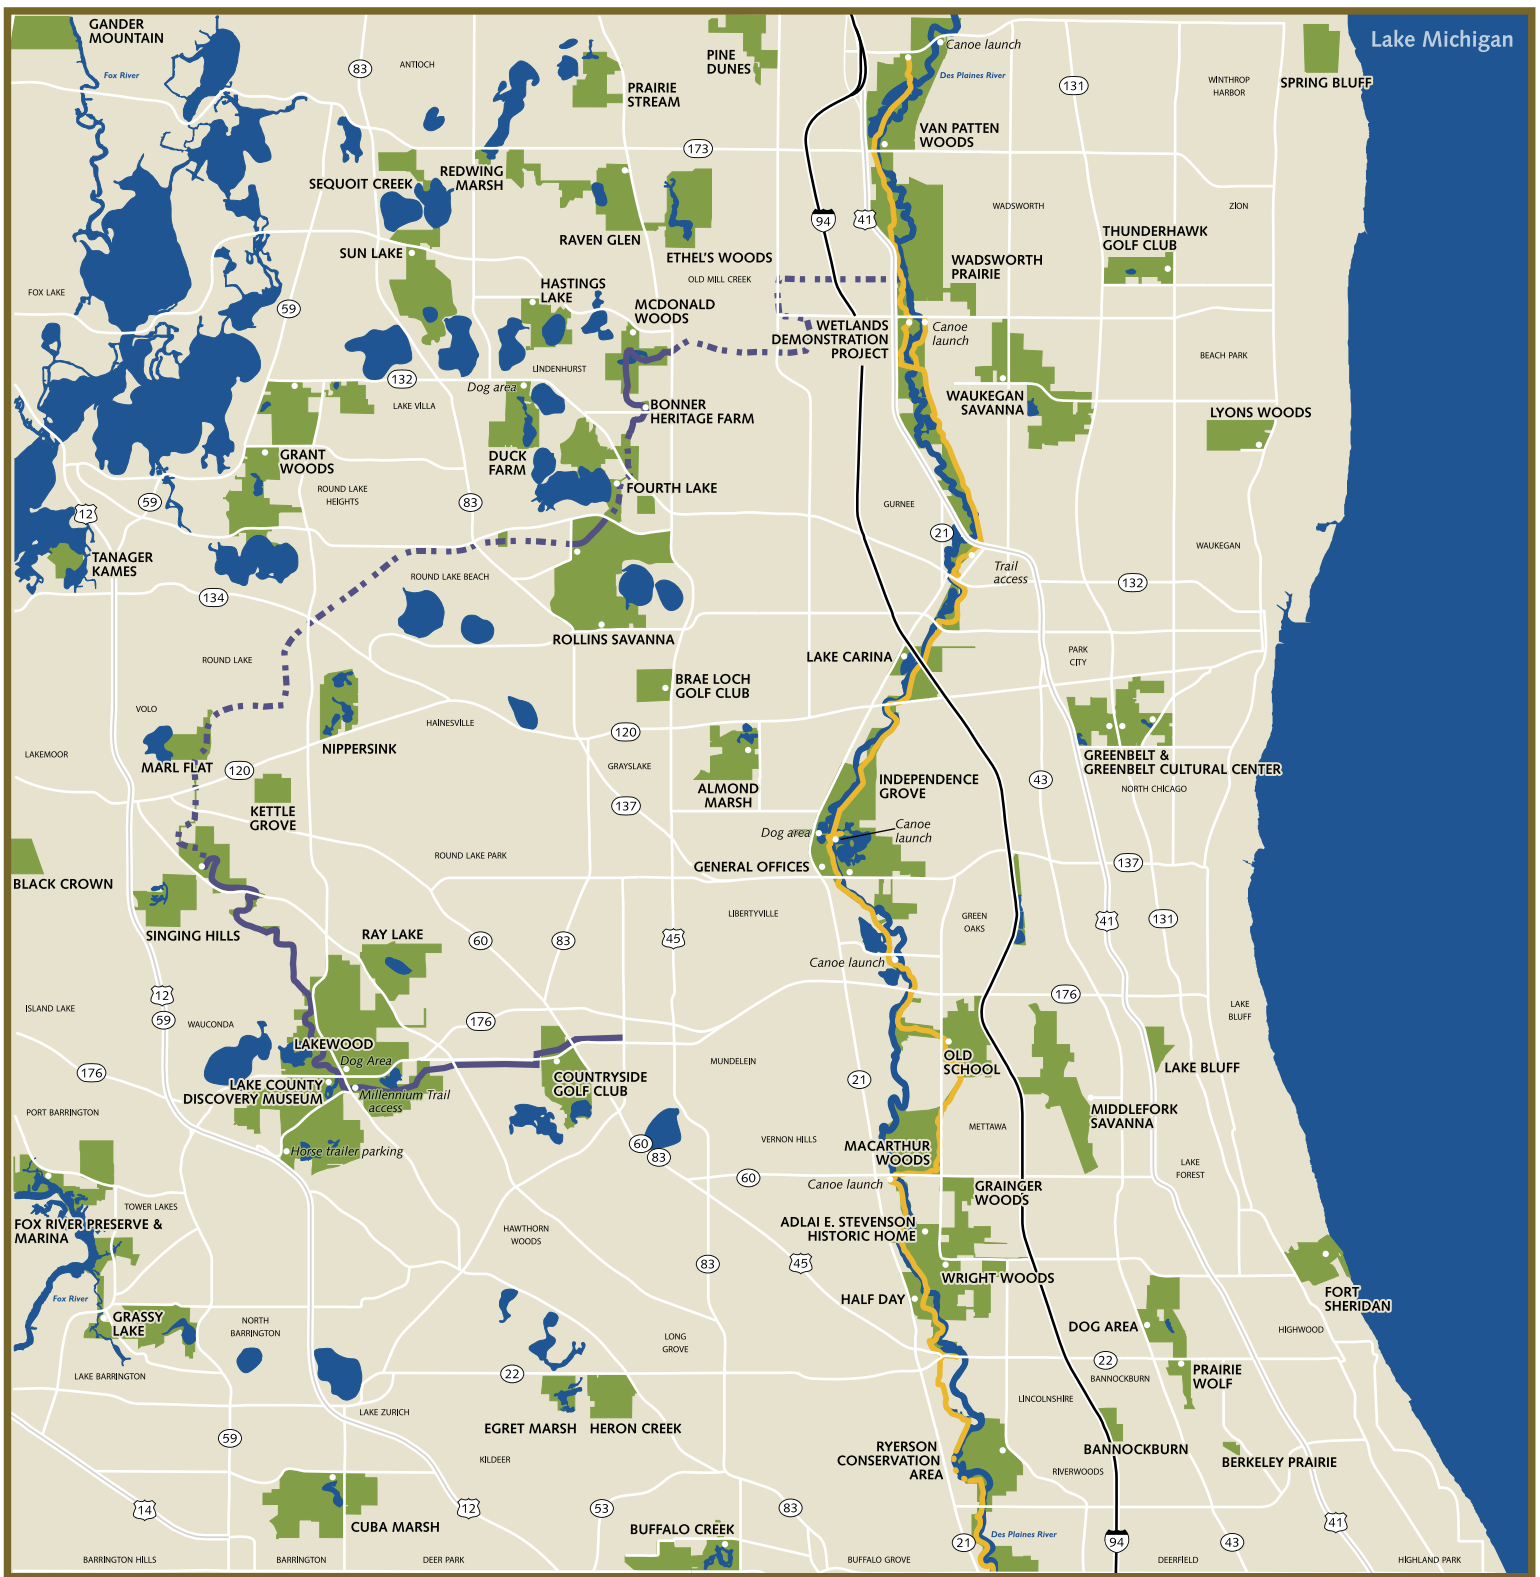 GANDER
MOUNTAIN
Fox River
83
ANTIOCH
PRAIRIE
STREAM
PINE
DUNES
Canoe launch
Des Plaines River
131
WINTHROP
HARBOR
SPRING BLUFF
Lake Michigan
VAN PATTEN
WOODS
173
SEQUOIT CREEK
REDWING
MARSH
RAVEN GLEN
ETHEL'S WOODS
94
41
WADSWORTH
ZION
THUNDERHAWK
GOLF CLUB
SUN LAKE
WADSWORTH
PRAIRIE
OLD MILL CREEK
FOX LAKE
59
HASTINGS
LAKE
MCDONALD
WOODS
WETLANDS
DEMONSTRATION
PROJECT
Canoe
launch
BEACH PARK
LINDENHURST
132
LAKE VILLA
Dog area
BONNER
HERITAGE FARM
WAUKEGAN
SAVANNA
LYONS WOODS
GRANT
WOODS
DUCK
FARM
FOURTH LAKE
ROUND LAKE
HEIGHTS
12
59
83
GURNEE
21
WAUKEGAN
TANAGER
KAMES
Trail
access
ROUND LAKE BEACH
132
134
ROLLINS SAVANNA
LAKE CARINA
PARK
CITY
ROUND LAKE
BRAE LOCH
GOLF CLUB
VOLO
NIPPERSINK
HAINESVILLE
120
LAKEMOOR
MARL FLAT
120
GRAYSLAKE
GREENBELT &
GREENBELT CULTURAL CENTER
NORTH CHICAGO
KETTLE
GROVE
137
ALMOND
MARSH
INDEPENDENCE
GROVE
43
Dog area
Canoe
launch
ROUND LAKE PARK
GENERAL OFFICES
137
BLACK CROWN
LIBERTYVILLE
GREEN
OAKS
41
131
SINGING HILLS
RAY LAKE
60
83
45
Canoe launch
12
59
ISLAND LAKE
WAUCONDA
176
176
LAKE
BLUFF
LAKEWOOD
Dog Area
MUNDELEIN
OLD
SCHOOL
LAKE BLUFF
176
LAKE COUNTY
DISCOVERY MUSEUM
Millennium Trail
access
COUNTRYSIDE
GOLF CLUB
21
PORT BARRINGTON
MIDDLEFORK
SAVANNA
Horse trailer parking
60
83
VERNON HILLS
METTAWA
MACARTHUR
WOODS
LAKE
FOREST
60
Canoe launch
GRAINGER
WOODS
TOWER LAKES
FOX RIVER PRESERVE &
MARINA
HAWTHORN
WOODS
ADLAI E. STEVENSON
HISTORIC HOME
83
45
WRIGHT WOODS
Fox River
HALF DAY
FORT
SHERIDAN
GRASSY
LAKE
NORTH
BARRINGTON
LONG
GROVE
DOG AREA
HIGHWOOD
22
22
BANNOCKBURN
PRAIRIE
WOLF
LAKE BARRINGTON
LAKE ZURICH
LINCOLNSHIRE
EGRET MARSH
HERON CREEK
59
RYERSON
CONSERVATION
AREA
BANNOCKBURN
KILDEER
RIVERWOODS
BERKELEY PRAIRIE
14
12
53
83
CUBA MARSH
BUFFALO CREEK
Des Plaines River
21
94
43
41
BARRINGTON HILLS
BARRINGTON
DEER PARK
BUFFALO GROVE
DEERFIELD
HIGHLAND PARK